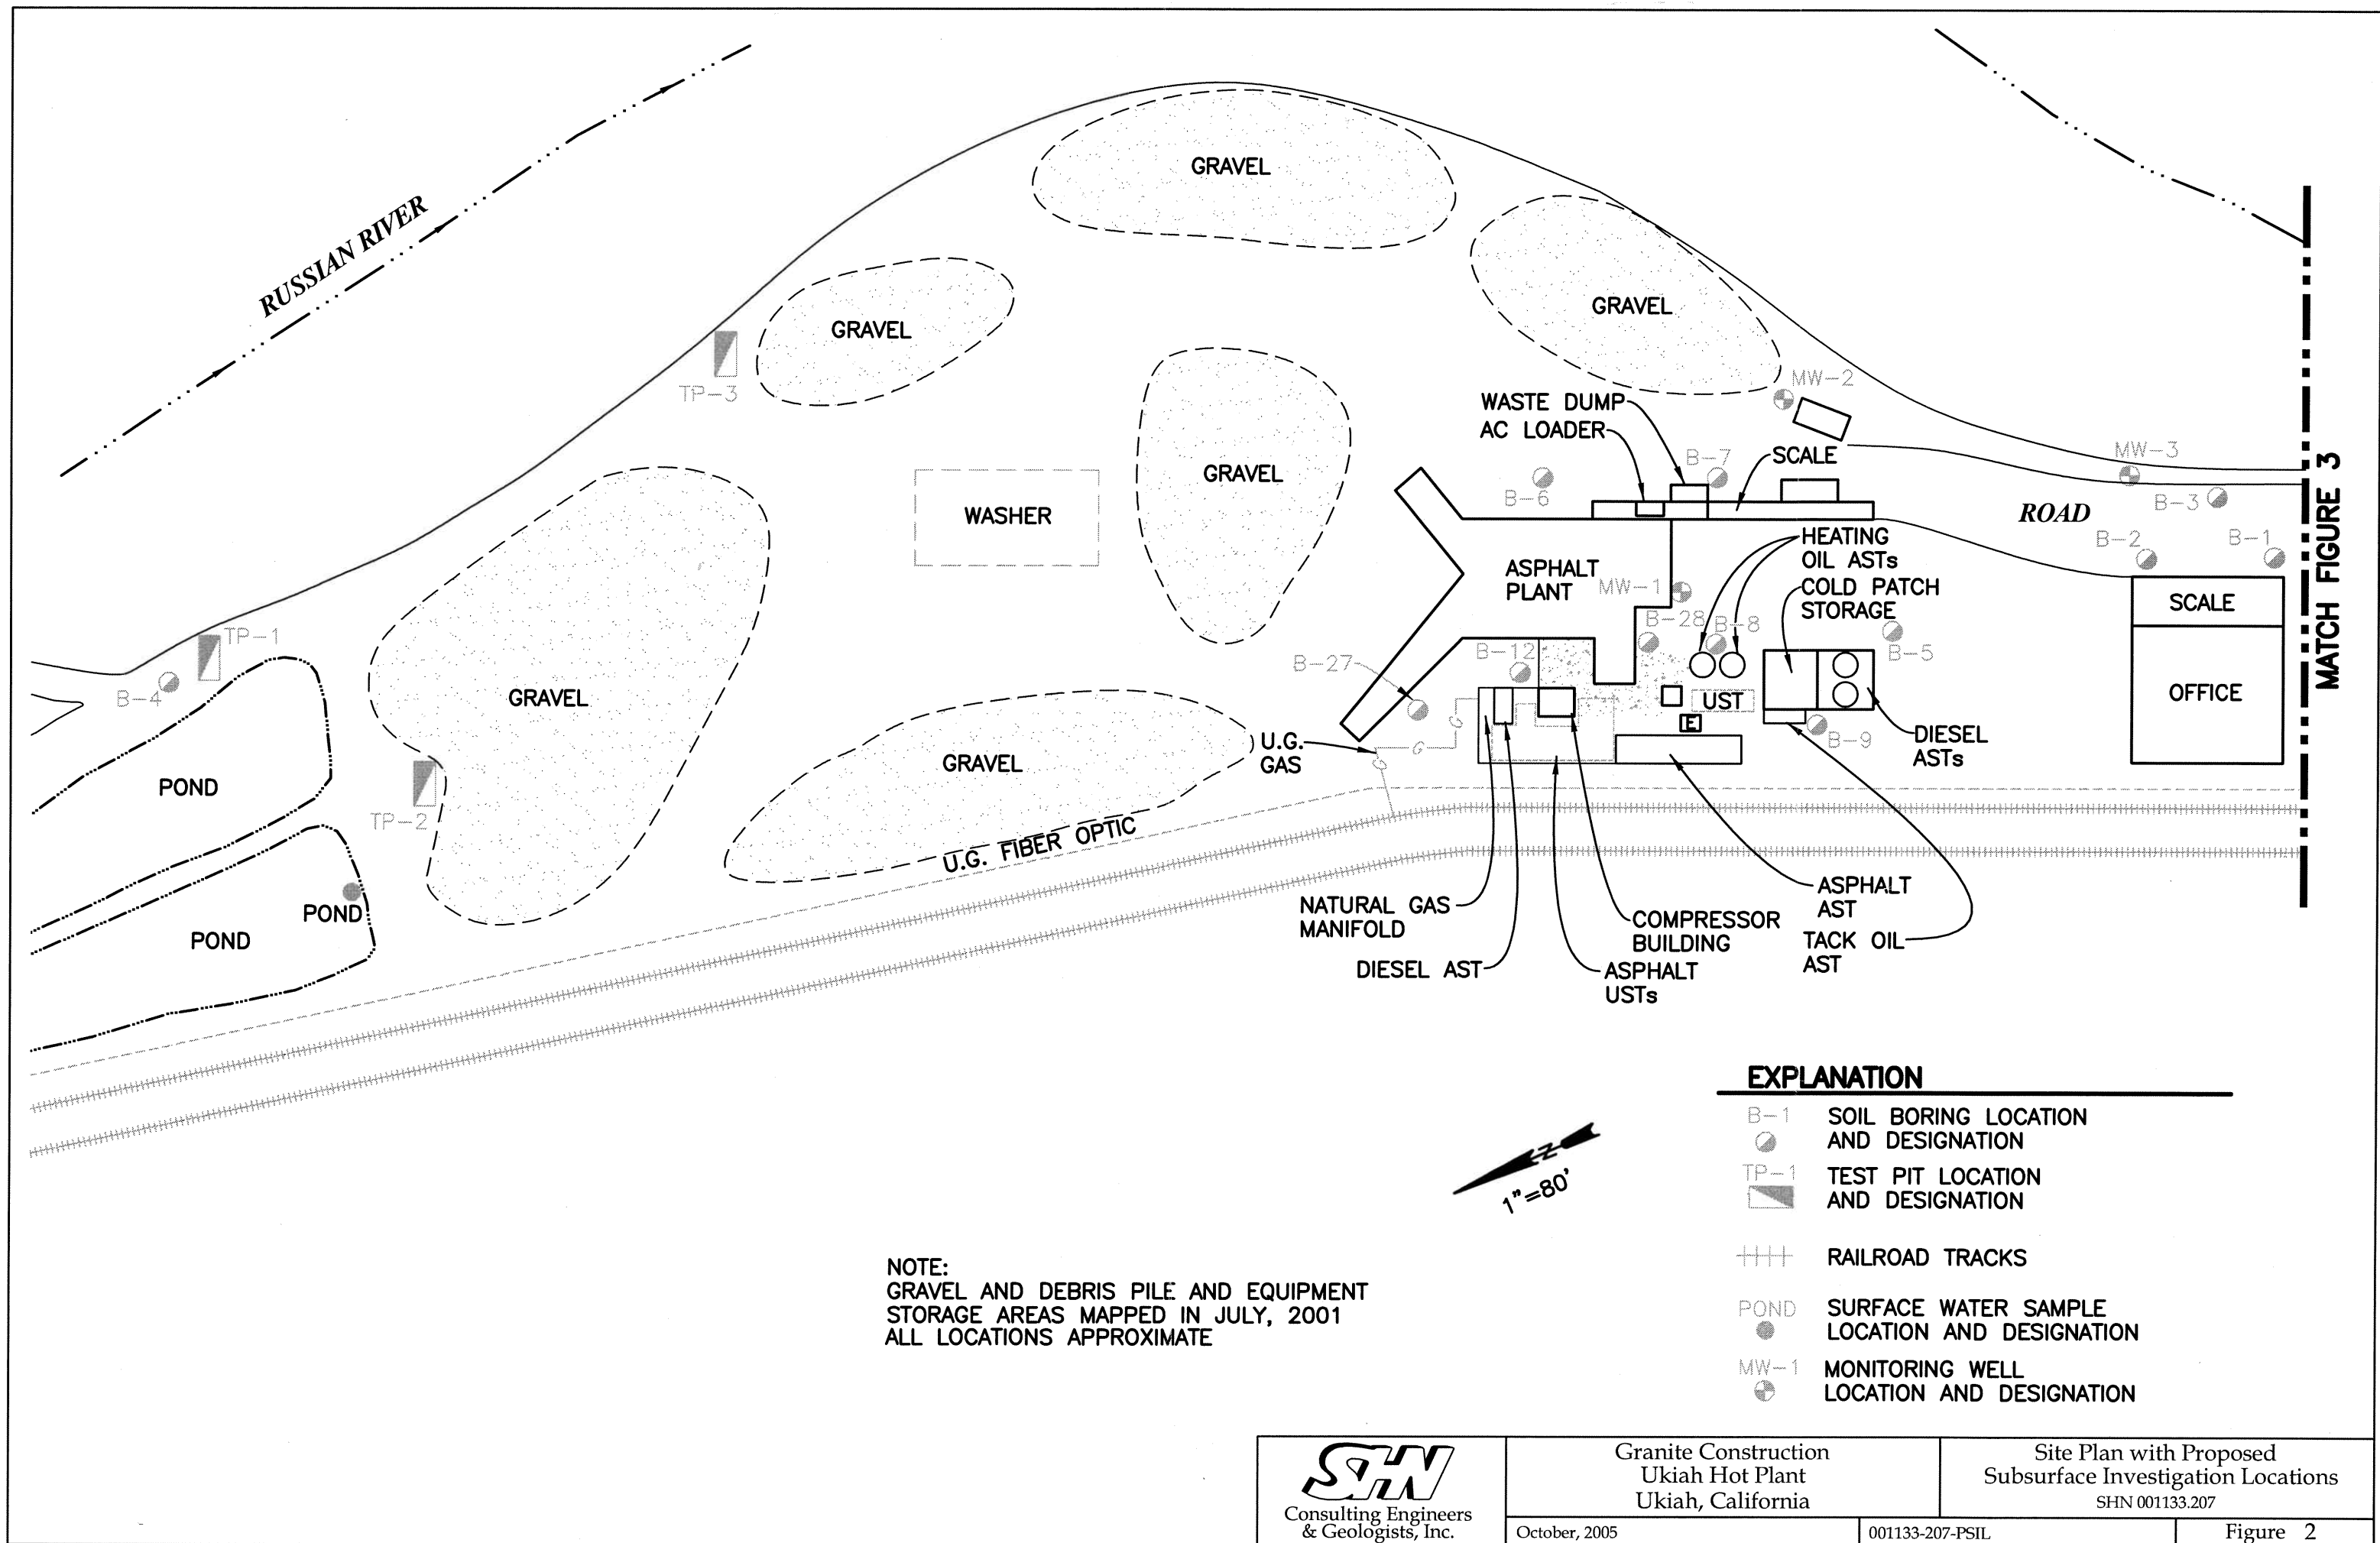 RUSSIAN RIVER
GRAVEL
GRAVEL
GRAVEL
TP-3
MW-2
WASTE DUMP
AC LOADER
B-7
SCALE
MW-3
GRAVEL
B-6
B-3
ROAD
WASHER
HEATING
OIL ASTs
B-2
B-1
ASPHALT
PLANT
MW-1
COLD PATCH
STORAGE
SCALE
MATCH FIGURE 3
TP-1
B-28
B-8
B-5
B-12
B-27
B-4
GRAVEL
UST
OFFICE
E
B-9
DIESEL
ASTs
U.G.
GAS
G
G
G
GRAVEL
POND
TP-2
U.G. FIBER OPTIC
POND
POND
NATURAL GAS
MANIFOLD
DIESEL AST
COMPRESSOR
BUILDING
ASPHALT
USTs
ASPHALT
AST
TACK OIL
AST
EXPLANATION
B-1
SOIL BORING LOCATION
AND DESIGNATION
TP-1
TEST PIT LOCATION
AND DESIGNATION
RAILROAD TRACKS
POND
SURFACE WATER SAMPLE
LOCATION AND DESIGNATION
MW-1
MONITORING WELL
LOCATION AND DESIGNATION
N
1"=80'
NOTE:
GRAVEL AND DEBRIS PILE AND EQUIPMENT
STORAGE AREAS MAPPED IN JULY, 2001
ALL LOCATIONS APPROXIMATE
SHN
Consulting Engineers
& Geologists, Inc.
Granite Construction
Ukiah Hot Plant
Ukiah, California
Site Plan with Proposed
Subsurface Investigation Locations
SHN 001133.207
October, 2005
001133-207-PSIL
Figure 2